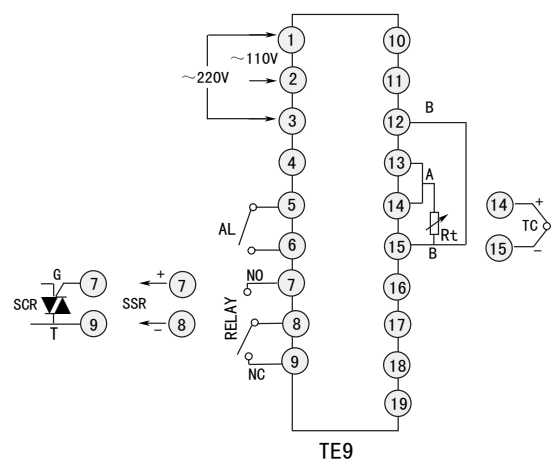 1
10
～110V
～220V
2
11
3
12
B
4
13
A
5
14
AL
Rt
14
+
TC
6
15
B
15
-
G
7
+
7
NO
7
16
SCR
SSR
RELAY
T
9
-
8
8
17
9
NC
18
19
TE9